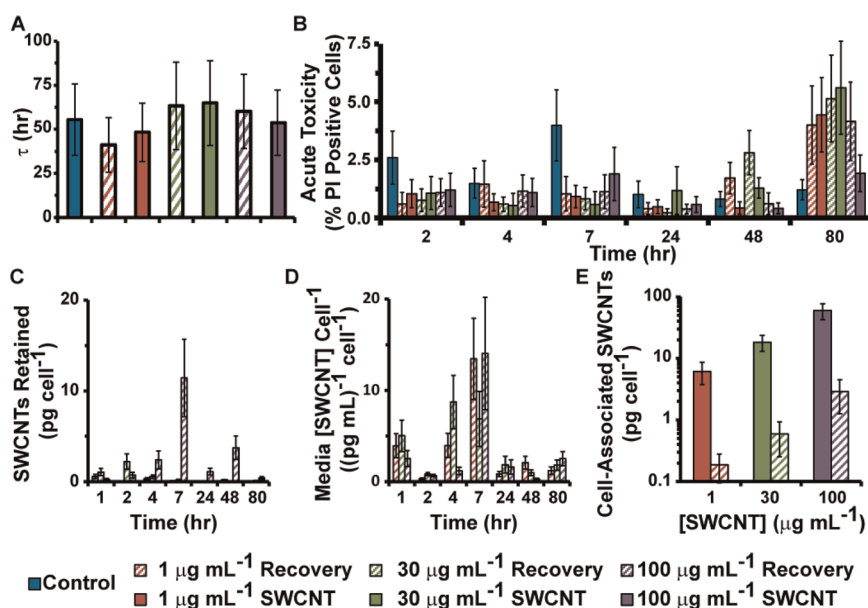 A
100
75
50
25
0
τ (hr)
B
7.5
5.0
2.5
0.0
Acute Toxicity
(% PI Positive Cells)
2 4 7 24 48 80
Time (hr)
C
20
10
0
SWCNTs Retained
(pg cell⁻¹)
1 2 4 7 24 48 80
Time (hr)
D
20
10
0
Media [SWCNT] Cell⁻¹
((pg mL)⁻¹ cell⁻¹)
1 2 4 7 24 48 80
Time (hr)
E
100
10
1
0.1
Cell-Associated SWCNTs
(pg cell⁻¹)
1 30 100
[SWCNT] (μg mL⁻¹)
Control 1 μg mL⁻¹ Recovery 30 μg mL⁻¹ Recovery 100 μg mL⁻¹ Recovery
1 μg mL⁻¹ SWCNT 30 μg mL⁻¹ SWCNT 100 μg mL⁻¹ SWCNT